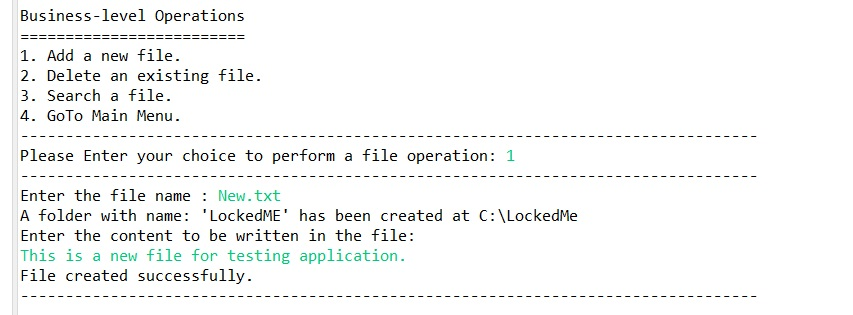 Business-level Operations
=========================
1. Add a new file.
2. Delete an existing file.
3. Search a file.
4. GoTo Main Menu.
----------------------------------------------------------------------------------
Please Enter your choice to perform a file operation: 1
----------------------------------------------------------------------------------
Enter the file name : New.txt
A folder with name: 'LockedME' has been created at C:\LockedMe
Enter the content to be written in the file:
This is a new file for testing application.
File created successfully.
----------------------------------------------------------------------------------